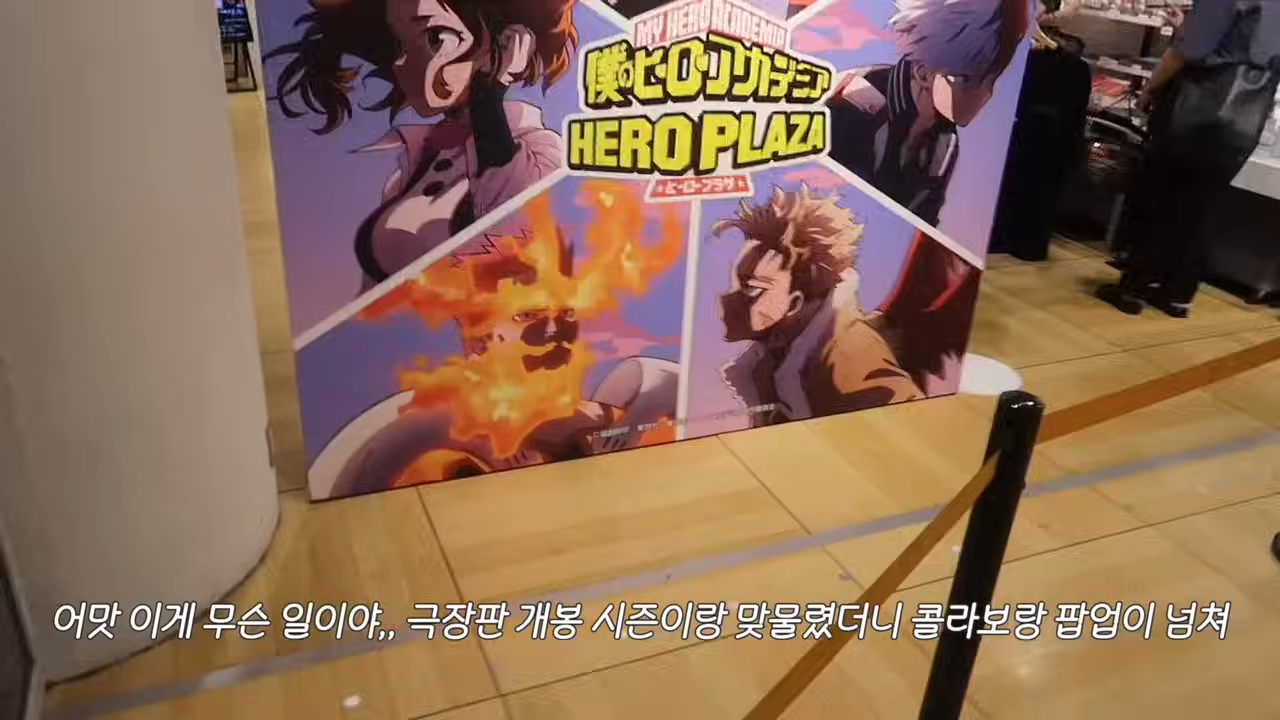 MY HERO ACADEMIA
僕のヒーローアカデミア
HERO PLAZA
ヒーロープラザ
어맛 이게 무슨 일이야,, 극장판 개봉 시즌이랑 맞물렸더니 콜라보랑 팝업이 넘쳐